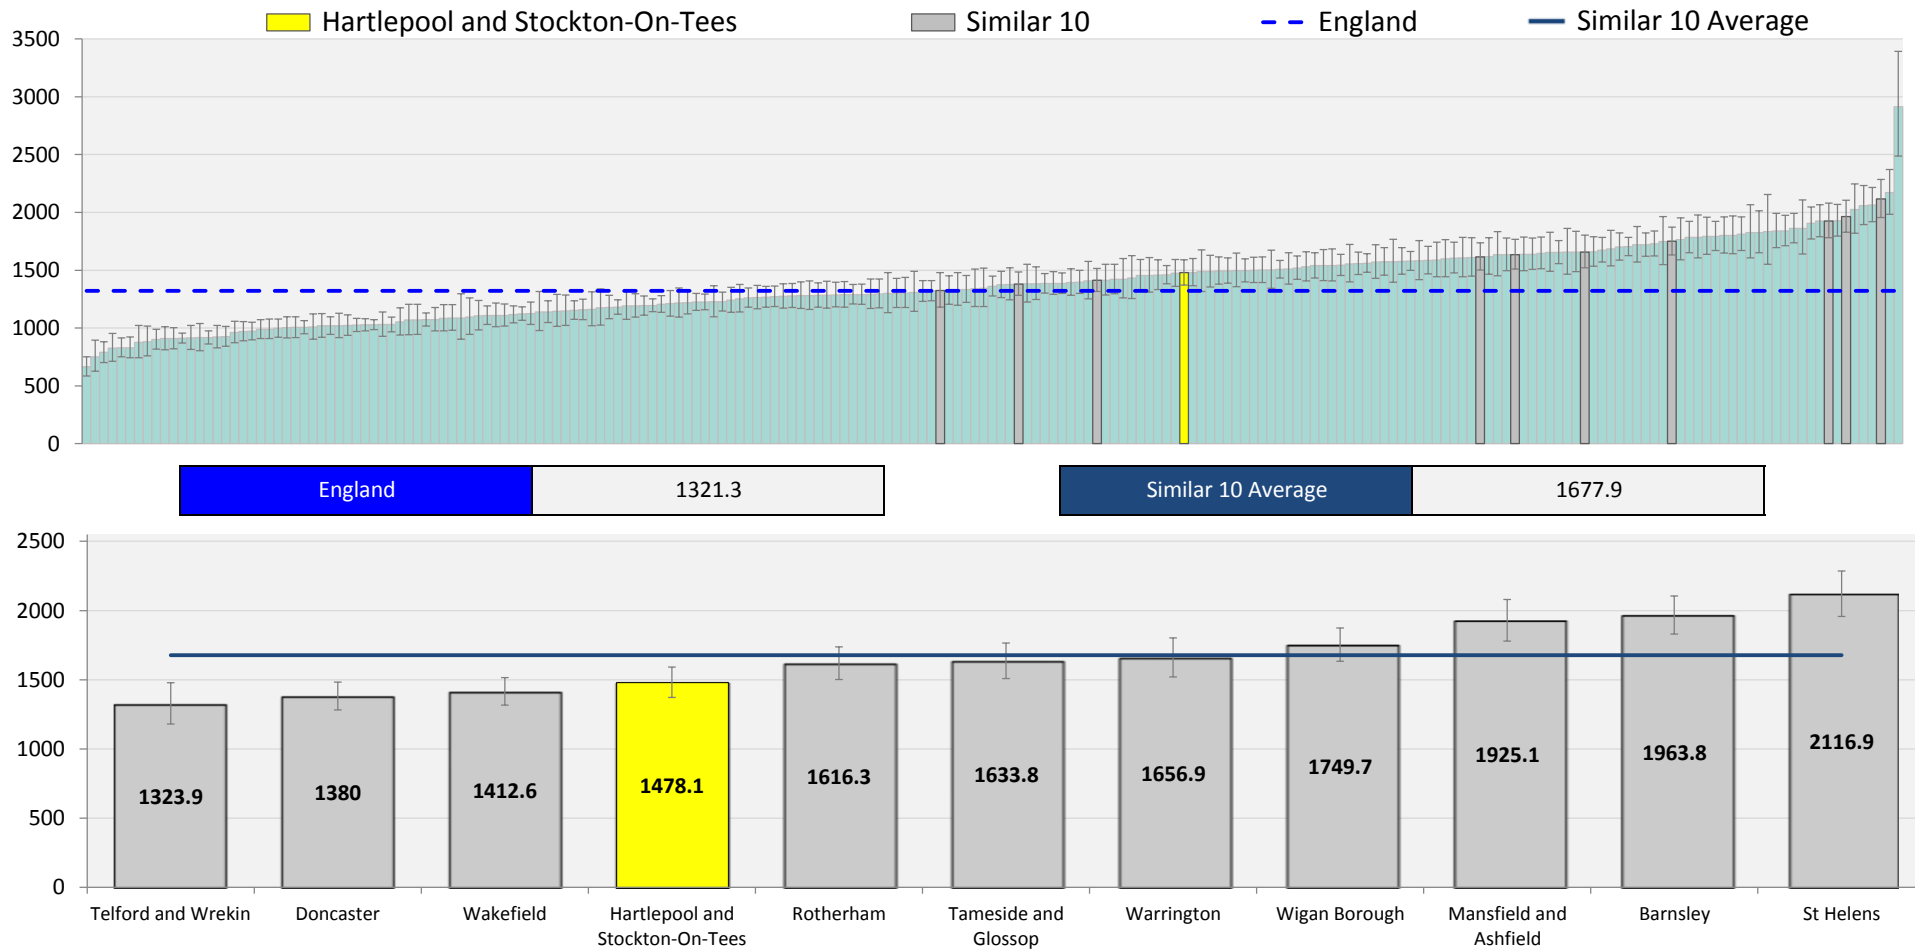 Hartlepool and Stockton-On-Tees Similar 10 England Similar 10 Average
3500
3000
2500
2000
1500
1000
500
0
England 1321.3 Similar 10 Average 1677.9
2500
2000
1500
1000
500
0
1323.9 1380 1412.6 1478.1 1616.3 1633.8 1656.9 1749.7 1925.1 1963.8 2116.9
Telford and Wrekin Doncaster Wakefield Hartlepool and Rotherham Tameside and Warrington Wigan Borough Mansfield and Barnsley St Helens
Stockton-On-Tees Glossop Ashfield